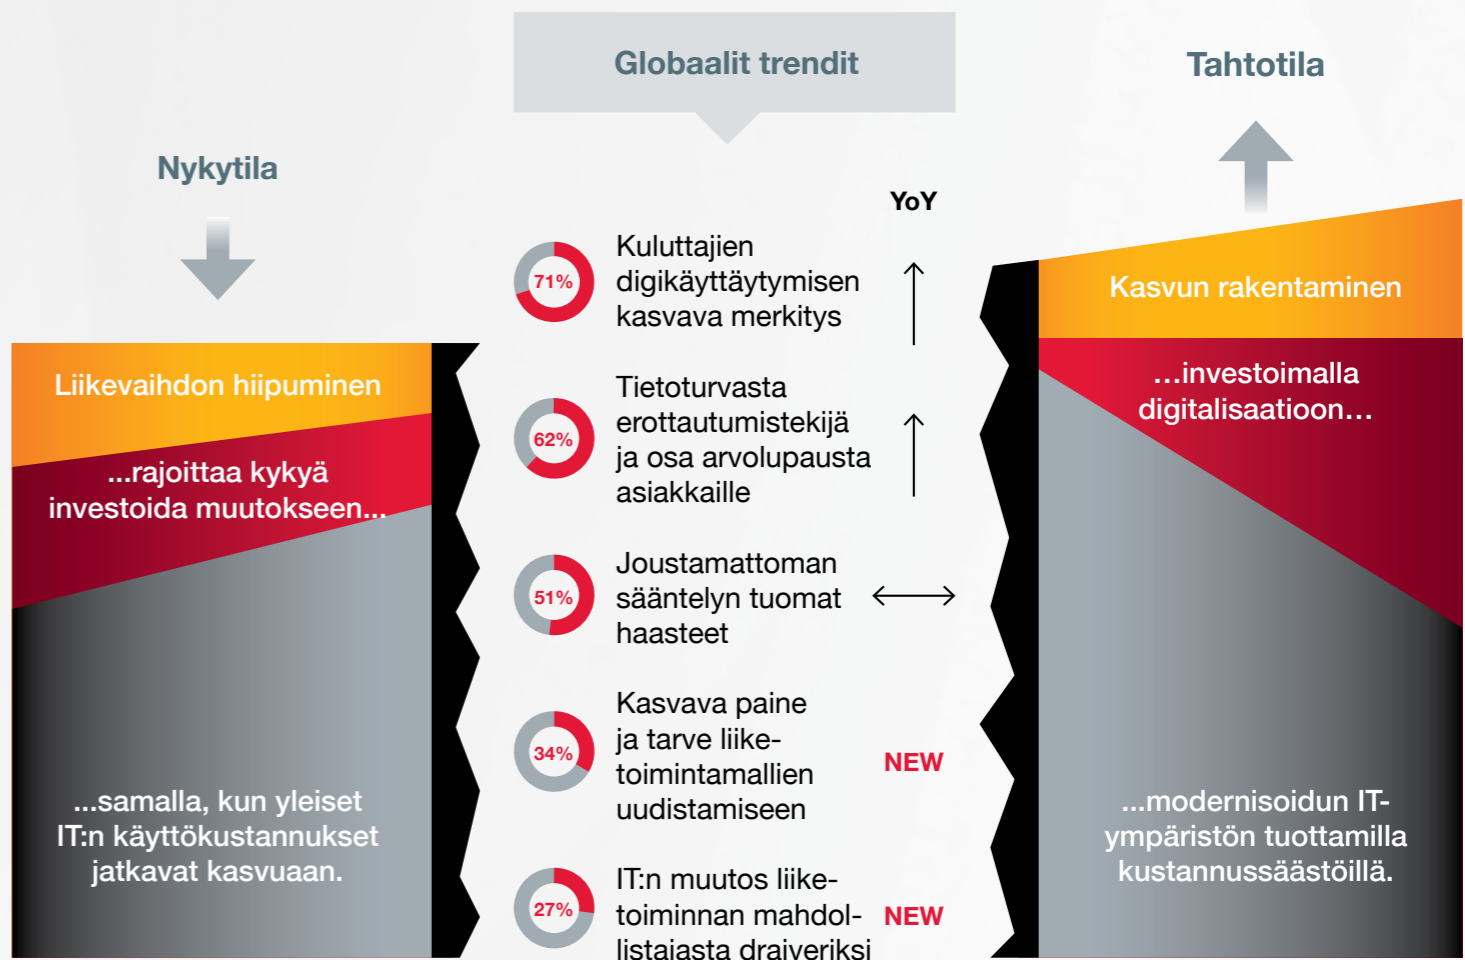 Globaalit trendit
Tahtotila
Nykytila
YoY
71%
Kuluttajien
digikäyttäytymisen
kasvava merkitys
62%
Tietoturvasta
erottautumistekijä
ja osa arvolupausta
asiakkaille
51%
Joustamattoman
sääntelyn tuomat
haasteet
34%
Kasvava paine
ja tarve liike-
toimintamallien
uudistamiseen
NEW
27%
IT:n muutos liike-
toiminnan mahdol-
listajasta draiveriksi
NEW
Liikevaihdon hiipuminen
...rajoittaa kykyä
investoida muutokseen...
...samalla, kun yleiset
IT:n käyttökustannukset
jatkavat kasvuaan.
Kasvun rakentaminen
...investoimalla
digitalisaatioon...
...modernisoidun IT-
ympäristön tuottamilla
kustannussäästöillä.